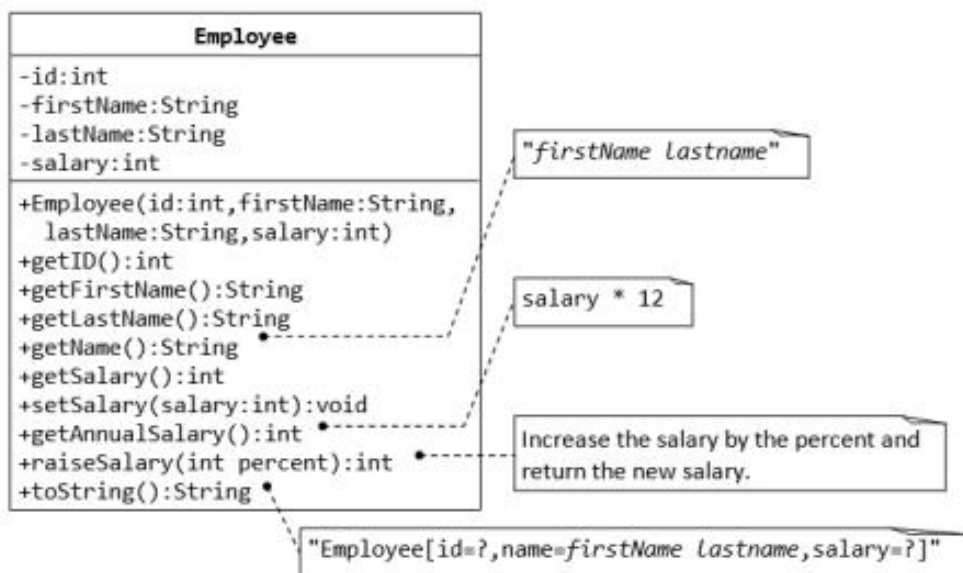 Employee
-id:int
-firstName:String
-lastName:String
-salary:int
+Employee(id:int,firstName:String,
lastName:String,salary:int)
+getID():int
+getFirstName():String
+getLastName():String
+getName():String
+getSalary():int
+setSalary(salary:int):void
+getAnnualSalary():int
+raiseSalary(int percent):int
+toString():String
"firstName lastname"
salary * 12
Increase the salary by the percent and
return the new salary.
"Employee[id=?,name=firstName lastname,salary=?]"